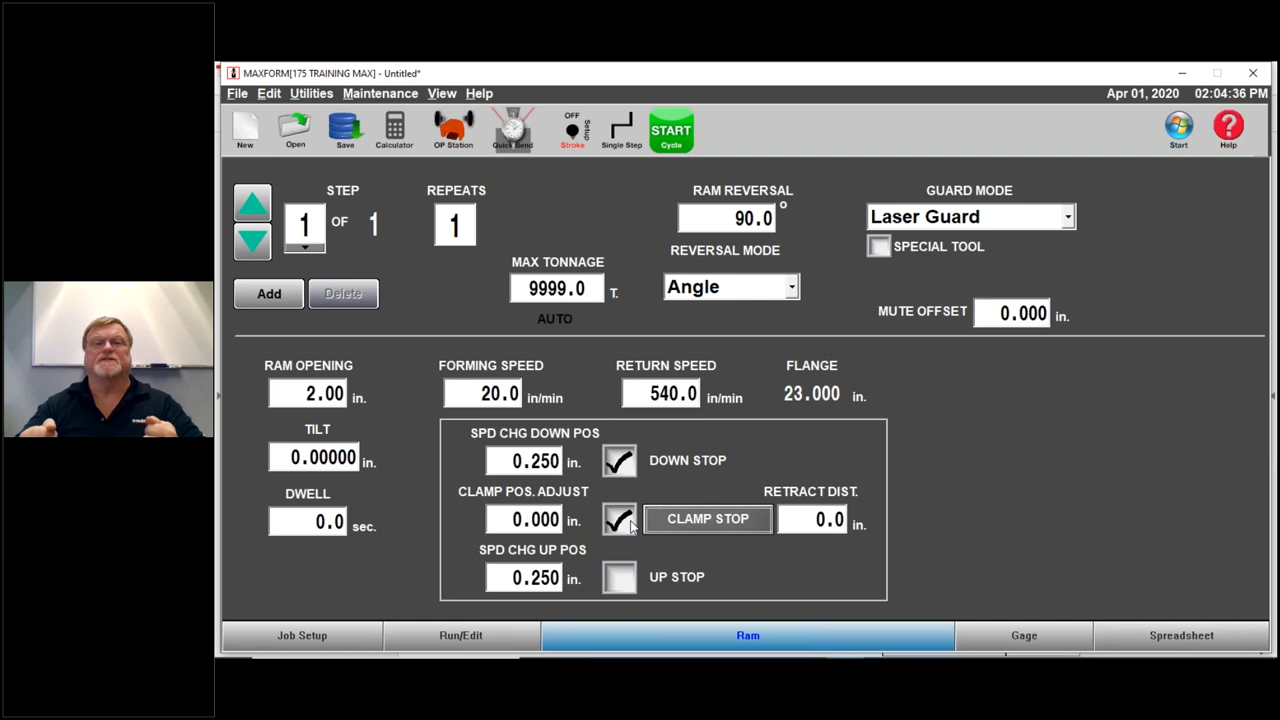 MAXFORM[175 TRAINING MAX] - Untitled*
File Edit Utilities Maintenance View Help
Apr 01, 2020 02:04:36 PM
New Open Save Calculator OP Station Quick Bend OFF Setup Stroke Single Step START Cycle Start Help
STEP
1 OF 1
REPEATS
1
RAM REVERSAL
90.0 °
GUARD MODE
Laser Guard
SPECIAL TOOL
REVERSAL MODE
Angle
MAX TONNAGE
9999.0 T.
AUTO
Add Delete
MUTE OFFSET 0.000 in.
RAM OPENING
2.00 in.
FORMING SPEED
20.0 in/min
RETURN SPEED
540.0 in/min
FLANGE
23.000 in.
TILT
0.00000 in.
DWELL
0.0 sec.
SPD CHG DOWN POS
0.250 in. DOWN STOP
CLAMP POS. ADJUST
0.000 in. CLAMP STOP
RETRACT DIST.
0.0 in.
SPD CHG UP POS
0.250 in. UP STOP
Job Setup Run/Edit Ram Gage Spreadsheet